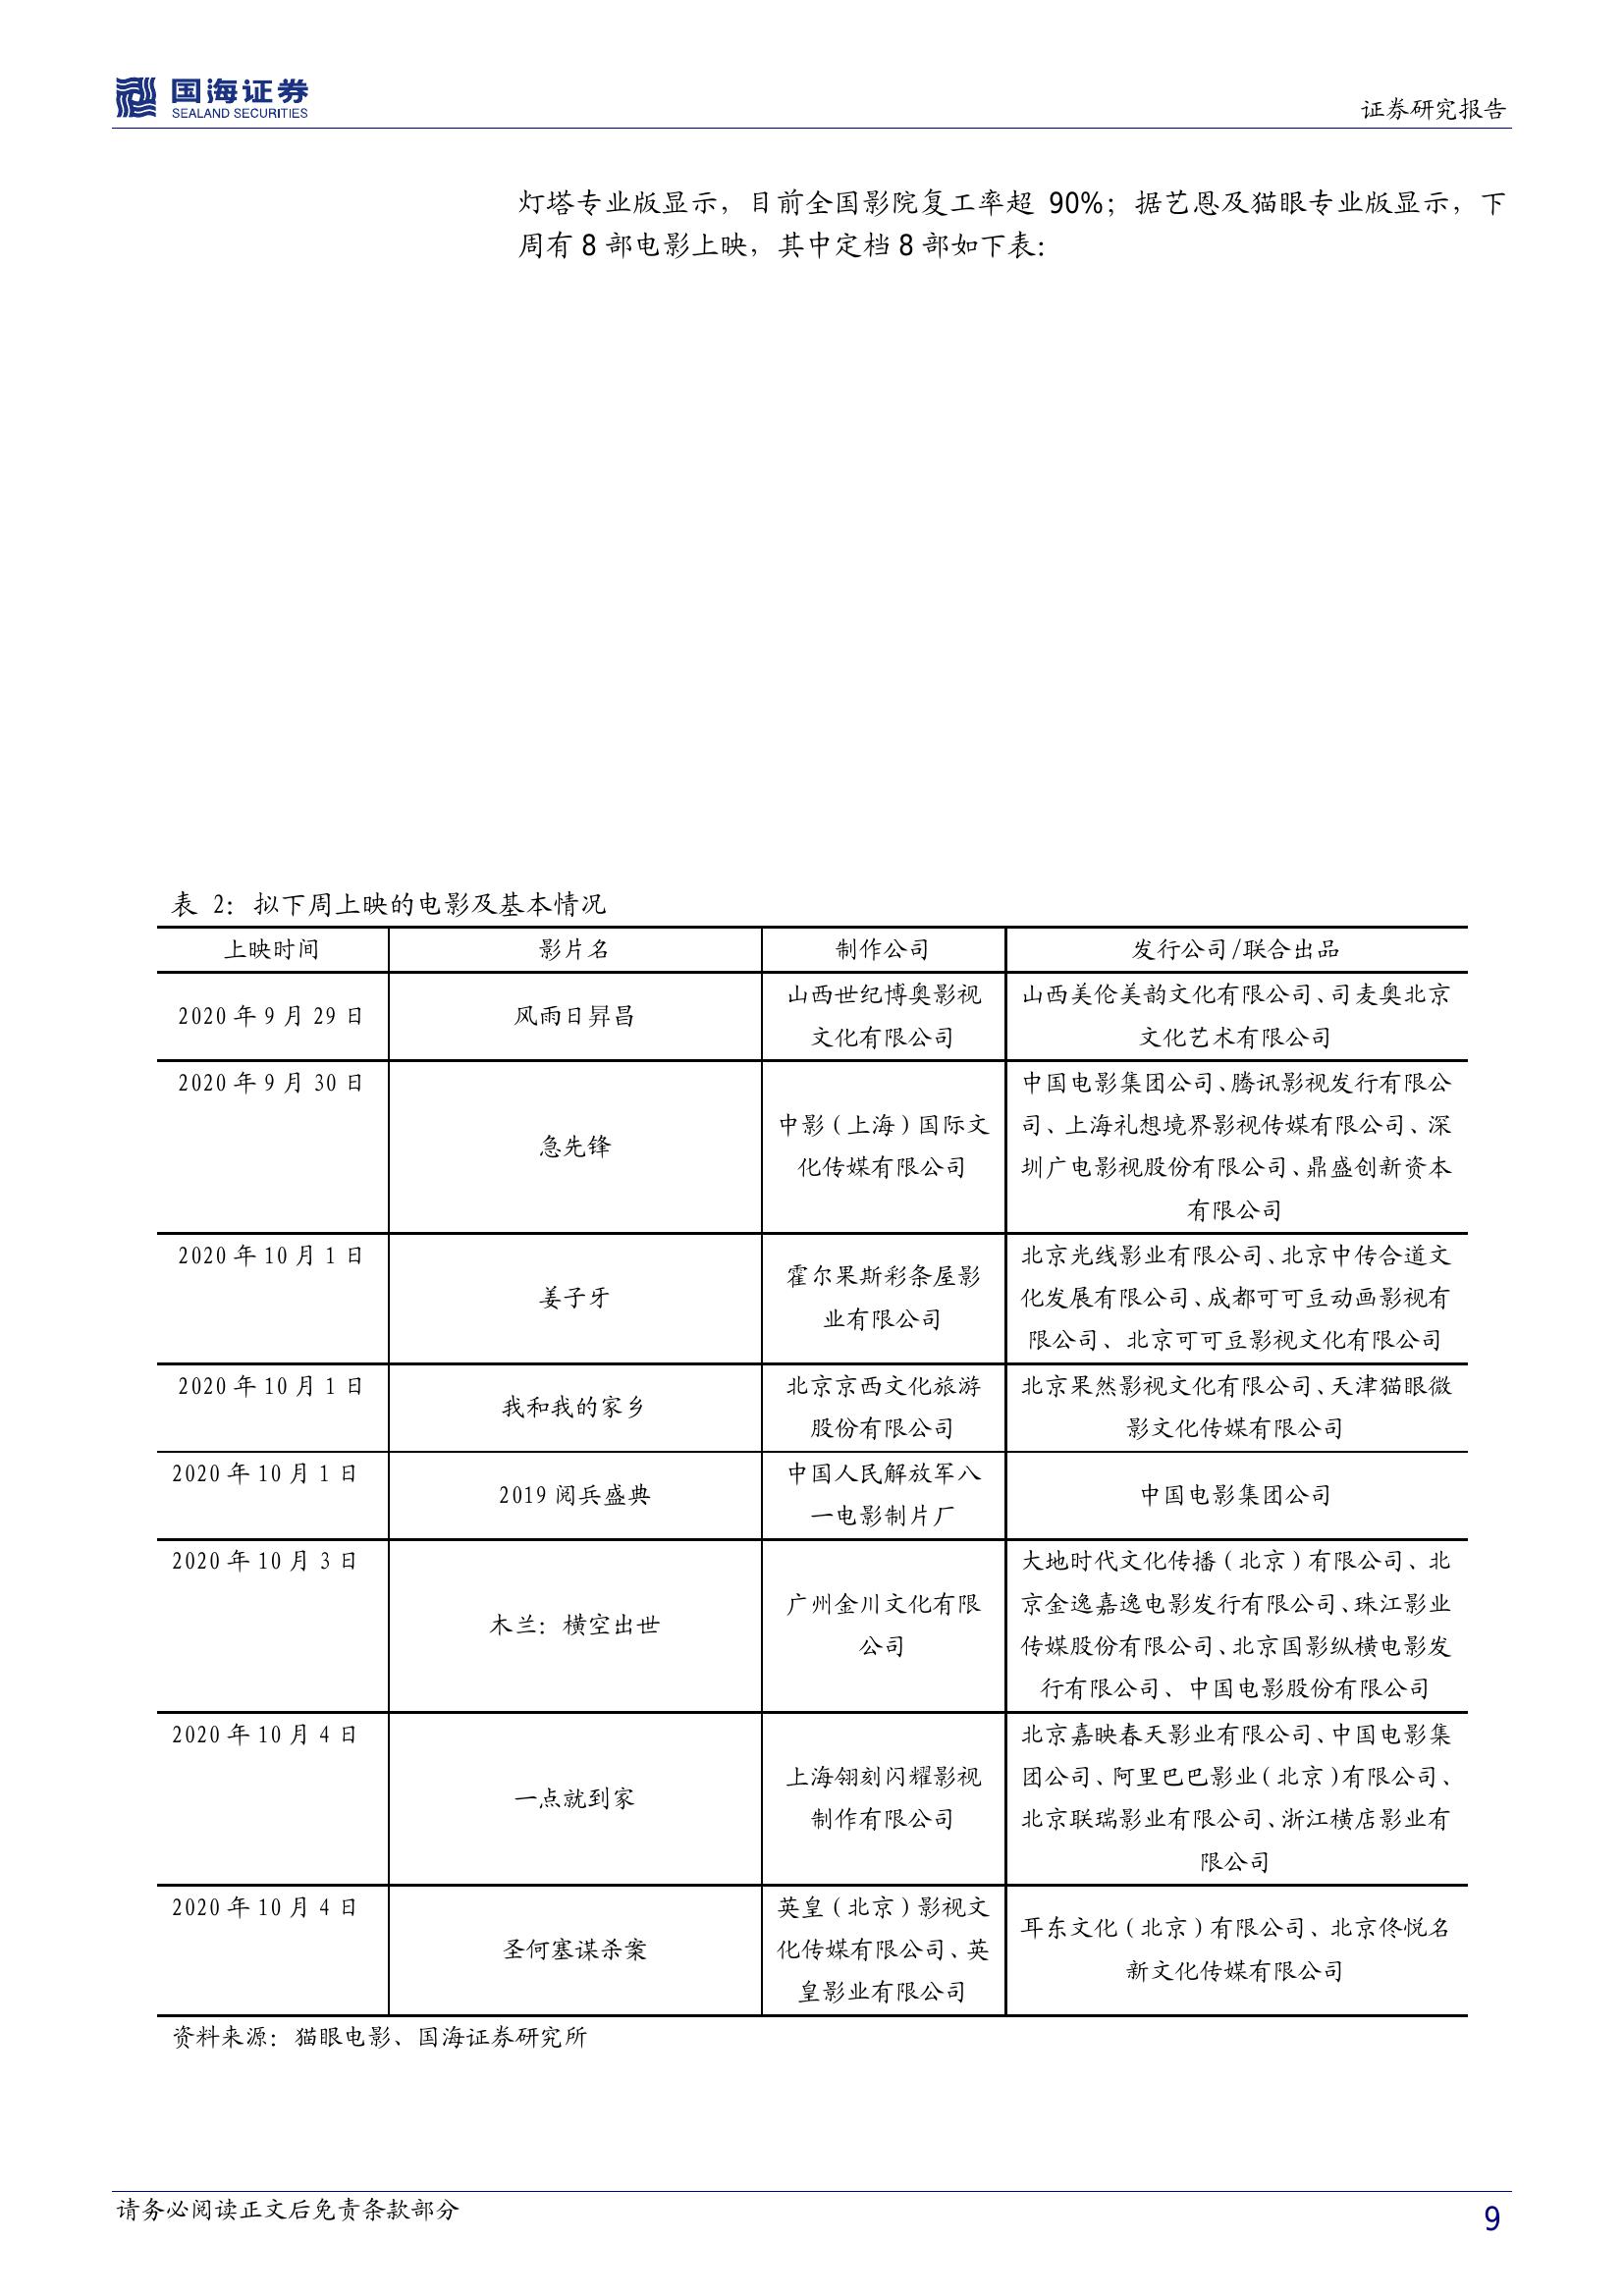 国海证券
SEALAND SECURITIES
证券研究报告
灯塔专业版显示，目前全国影院复工率超 90%；据艺恩及猫眼专业版显示，下
周有 8 部电影上映，其中定档 8 部如下表：
表 2：拟下周上映的电影及基本情况
上映时间 影片名 制作公司 发行公司/联合出品
2020 年 9 月 29 日
风雨日昇昌
山西世纪博奥影视
文化有限公司
山西美伦美韵文化有限公司、司麦奥北京
文化艺术有限公司
2020 年 9 月 30 日
急先锋
中影（上海）国际文
化传媒有限公司
中国电影集团公司、腾讯影视发行有限公
司、上海礼想境界影视传媒有限公司、深
圳广电影视股份有限公司、鼎盛创新资本
有限公司
2020 年 10 月 1 日
姜子牙
霍尔果斯彩条屋影
业有限公司
北京光线影业有限公司、北京中传合道文
化发展有限公司、成都可可豆动画影视有
限公司、北京可可豆影视文化有限公司
2020 年 10 月 1 日
我和我的家乡
北京京西文化旅游
股份有限公司
北京果然影视文化有限公司、天津猫眼微
影文化传媒有限公司
2020 年 10 月 1 日
2019 阅兵盛典
中国人民解放军八
一电影制片厂
中国电影集团公司
2020 年 10 月 3 日
木兰：横空出世
广州金川文化有限
公司
大地时代文化传播（北京）有限公司、北
京金逸嘉逸电影发行有限公司、珠江影业
传媒股份有限公司、北京国影纵横电影发
行有限公司、中国电影股份有限公司
2020 年 10 月 4 日
一点就到家
上海翎刻闪耀影视
制作有限公司
北京嘉映春天影业有限公司、中国电影集
团公司、阿里巴巴影业（北京）有限公司、
北京联瑞影业有限公司、浙江横店影业有
限公司
2020 年 10 月 4 日
圣何塞谋杀案
英皇（北京）影视文
化传媒有限公司、英
皇影业有限公司
耳东文化（北京）有限公司、北京佟悦名
新文化传媒有限公司
资料来源：猫眼电影、国海证券研究所
请务必阅读正文后免责条款部分
9